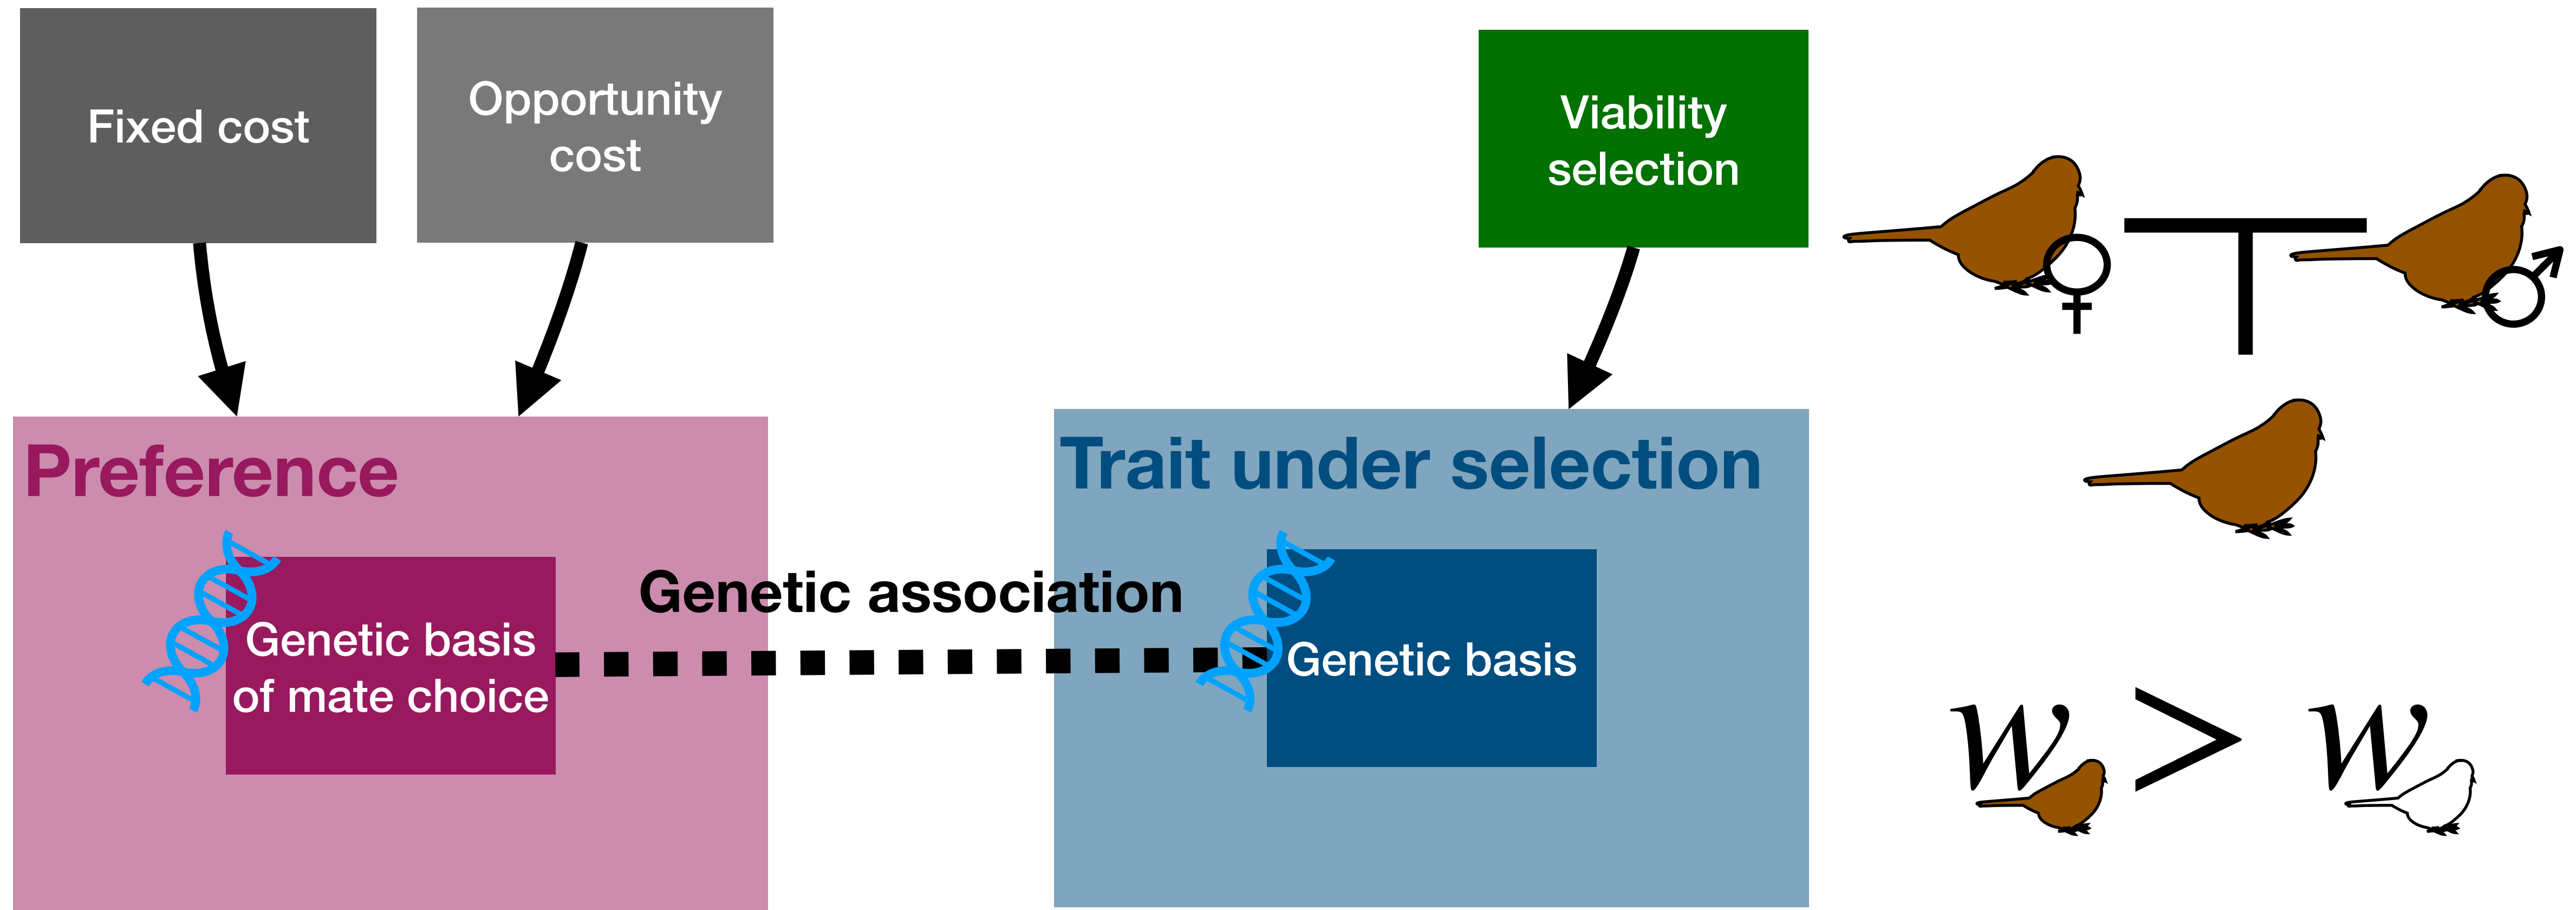 Fixed cost
Opportunity
cost
Viability
selection
♀
♂
Preference
Trait under selection
Genetic association
Genetic basis
of mate choice
Genetic basis
w > w